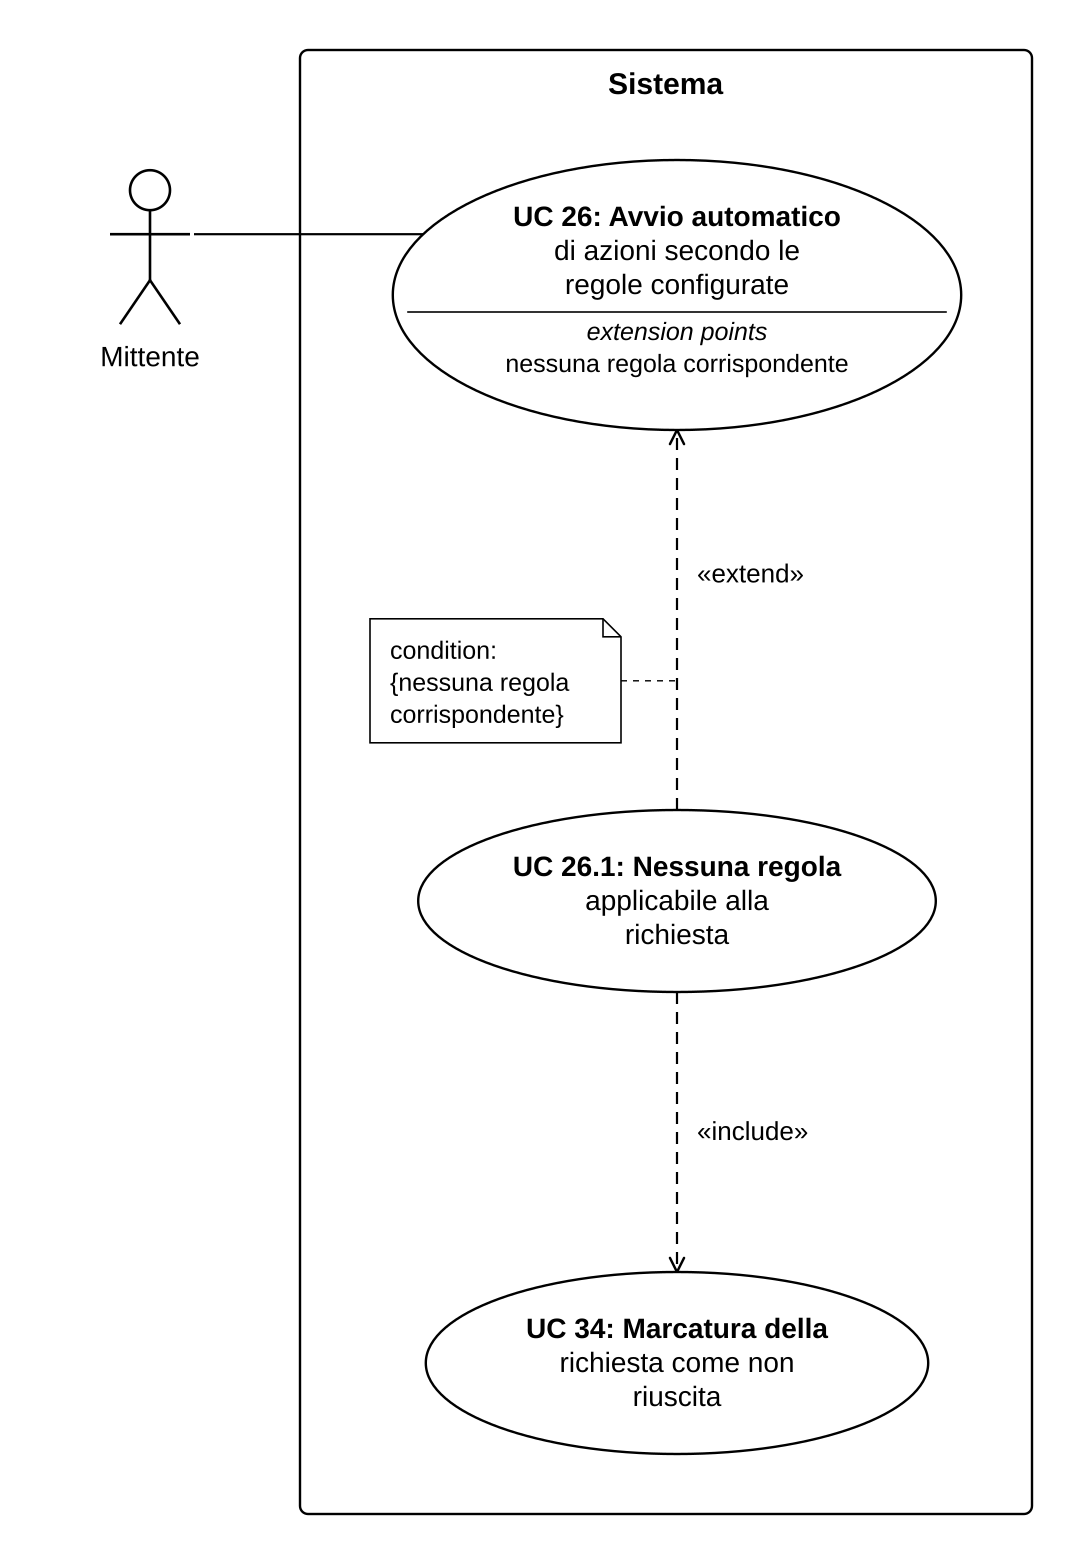 Sistema
UC 26: Avvio automatico
di azioni secondo le
regole configurate
extension points
nessuna regola corrispondente
Mittente
«extend»
condition:
{nessuna regola
corrispondente}
UC 26.1: Nessuna regola
applicabile alla
richiesta
«include»
UC 34: Marcatura della
richiesta come non
riuscita